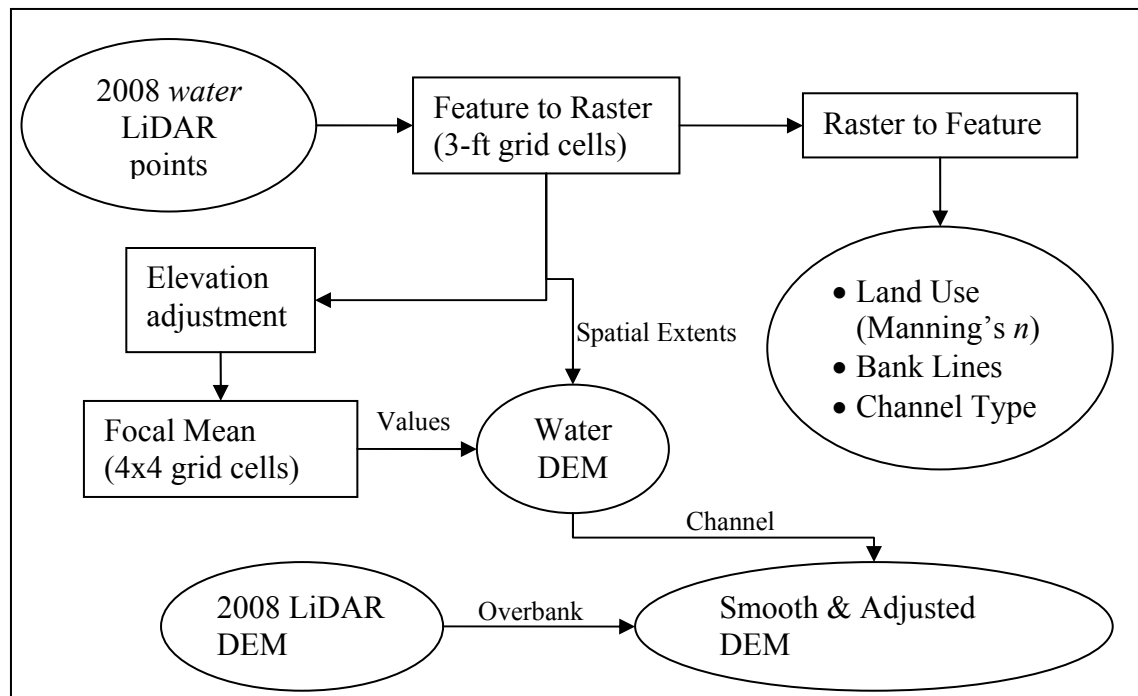 2008 water
LiDAR
points
Feature to Raster
(3-ft grid cells)
Raster to Feature
Elevation
adjustment
Spatial Extents
• Land Use
(Manning’s n)
• Bank Lines
• Channel Type
Focal Mean
(4x4 grid cells)
Values
Water
DEM
Channel
2008 LiDAR
DEM
Overbank
Smooth & Adjusted
DEM